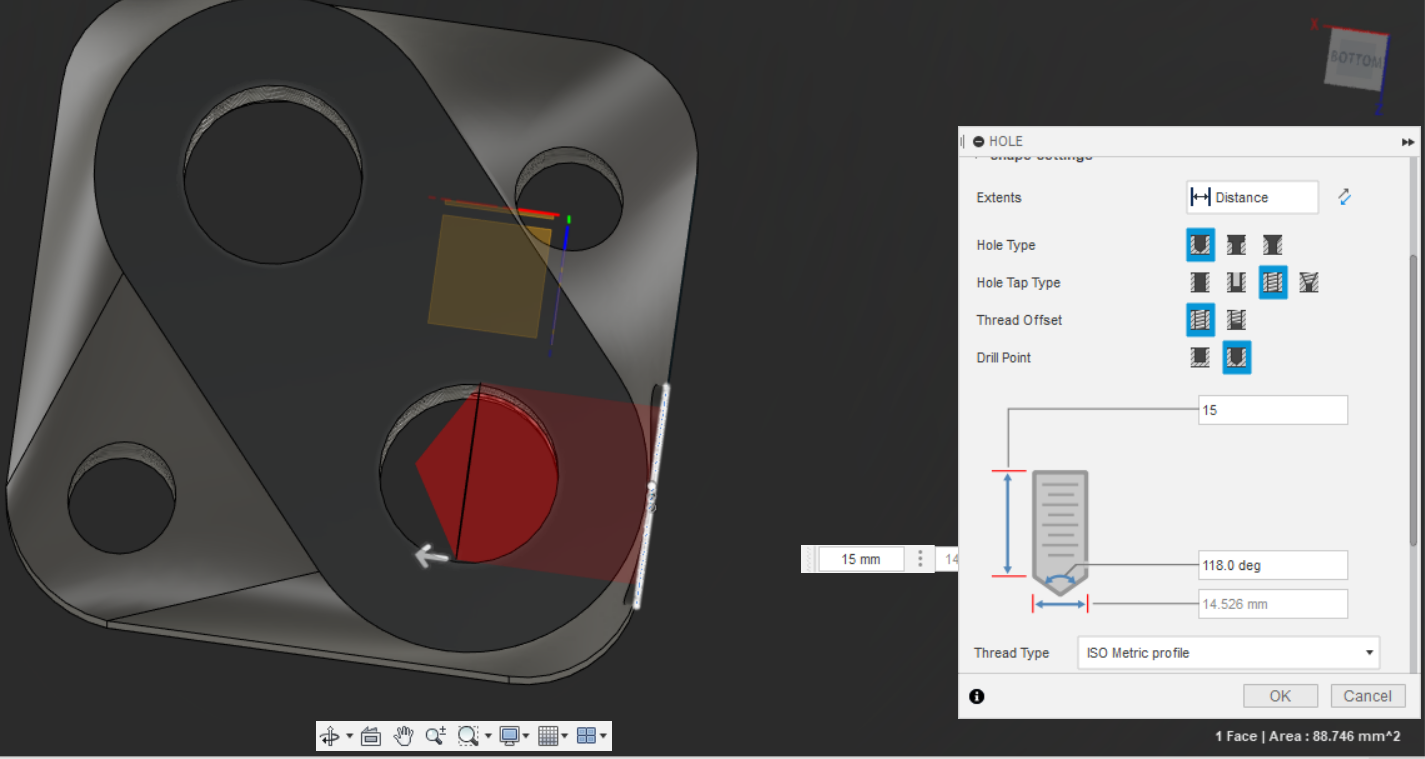 X
BOTTOM
HOLE
Shape Settings
Extents
Distance
Hole Type
Hole Tap Type
Thread Offset
Drill Point
15
15 mm
14
118.0 deg
14.526 mm
Thread Type
ISO Metric profile
OK
Cancel
1 Face | Area : 88.746 mm^2